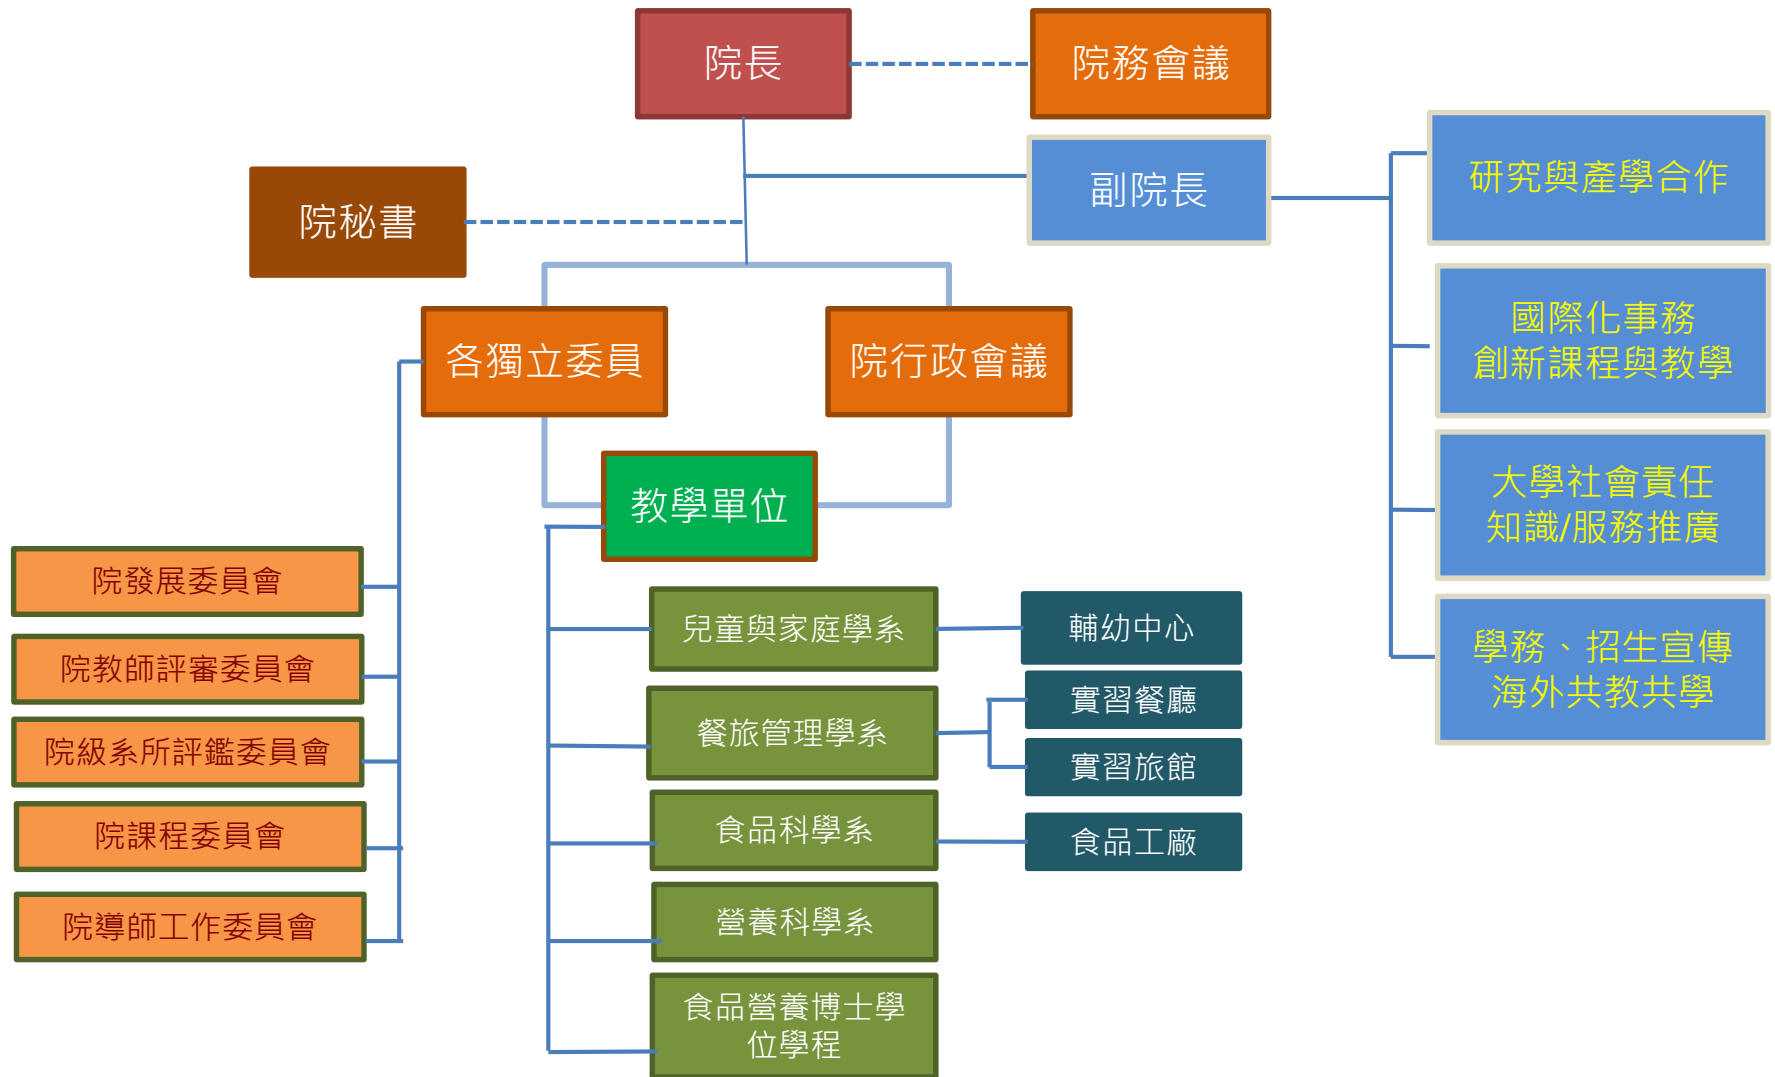 院長
院務會議
副院長
院秘書
研究與產學合作
國際化事務
創新課程與教學
大學社會責任
知識/服務推廣
學務、招生宣傳
海外共教共學
各獨立委員
院行政會議
教學單位
院發展委員會
院教師評審委員會
院級系所評鑑委員會
院課程委員會
院導師工作委員會
兒童與家庭學系
輔幼中心
餐旅管理學系
實習餐廳
實習旅館
食品科學系
食品工廠
營養科學系
食品營養博士學
位學程